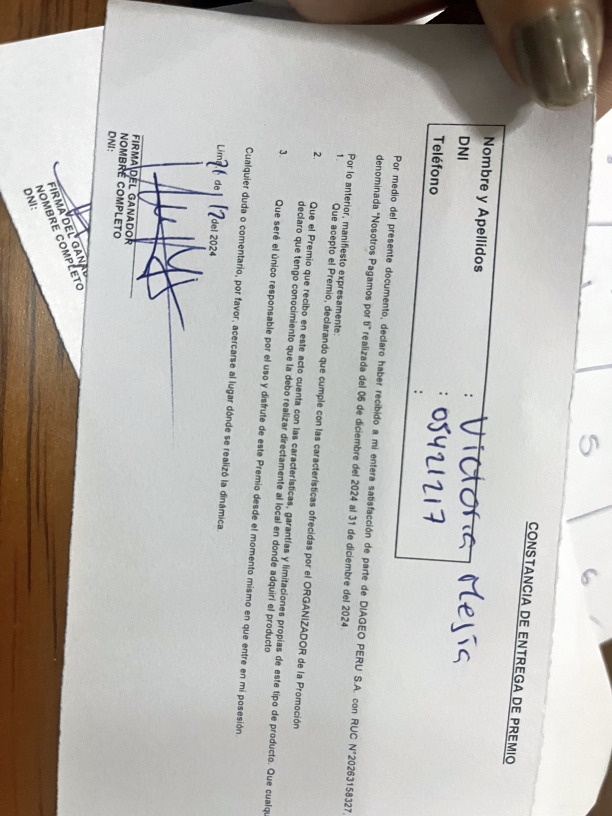 CONSTANCIA DE ENTREGA DE PREMIO
Nombre y Apellidos : Victoria Mejía
DNI : 05421217
Teléfono :
Por medio del presente documento, declaro haber recibido a mi entera satisfacción de parte de DIAGEO PERU S.A. con RUC N°20263158327,
denominada "Nosotros Pagamos por ti" realizada del 06 de diciembre del 2024 al 31 de diciembre del 2024
Por lo anterior, manifiesto expresamente:
1. Que acepto el Premio, declarando que cumple con las características ofrecidas por el ORGANIZADOR de la Promoción
2. Que el Premio que recibo en este acto cuenta con las características, garantías y limitaciones propias de este tipo de producto. Que cualqu
declaro que tengo conocimiento que la debo realizar directamente al local en donde adquirí el producto
3. Que seré el único responsable por el uso y disfrute de este Premio desde el momento mismo en que entre en mi posesión.
Cualquier duda o comentario, por favor, acercarse al lugar dónde se realizó la dinámica.
Lima de 12 del 2024
FIRMA DEL GANADOR
NOMBRE COMPLETO
DNI:
FIRMA DEL GANA
NOMBRE COMPLETO
DNI:
5
6